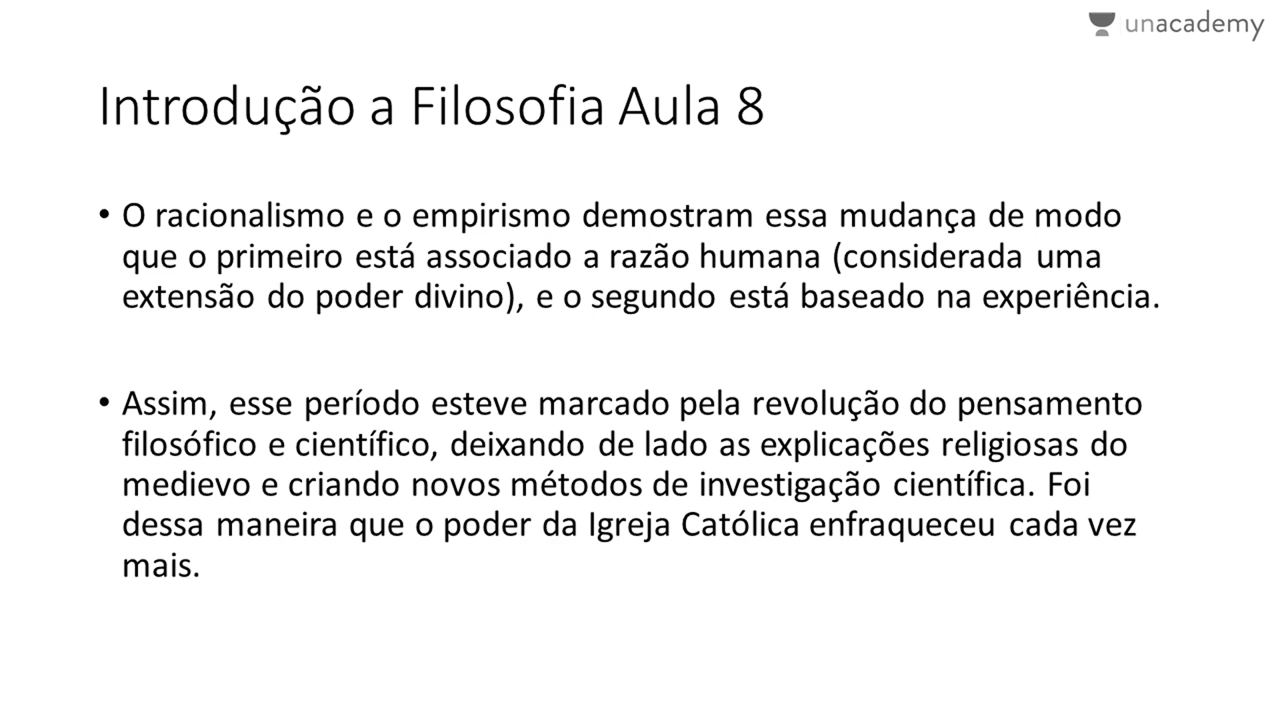 unacademy
Introdução a Filosofia Aula 8
• O racionalismo e o empirismo demostram essa mudança de modo
que o primeiro está associado a razão humana (considerada uma
extensão do poder divino), e o segundo está baseado na experiência.
• Assim, esse período esteve marcado pela revolução do pensamento
filosófico e científico, deixando de lado as explicações religiosas do
medievo e criando novos métodos de investigação científica. Foi
dessa maneira que o poder da Igreja Católica enfraqueceu cada vez
mais.